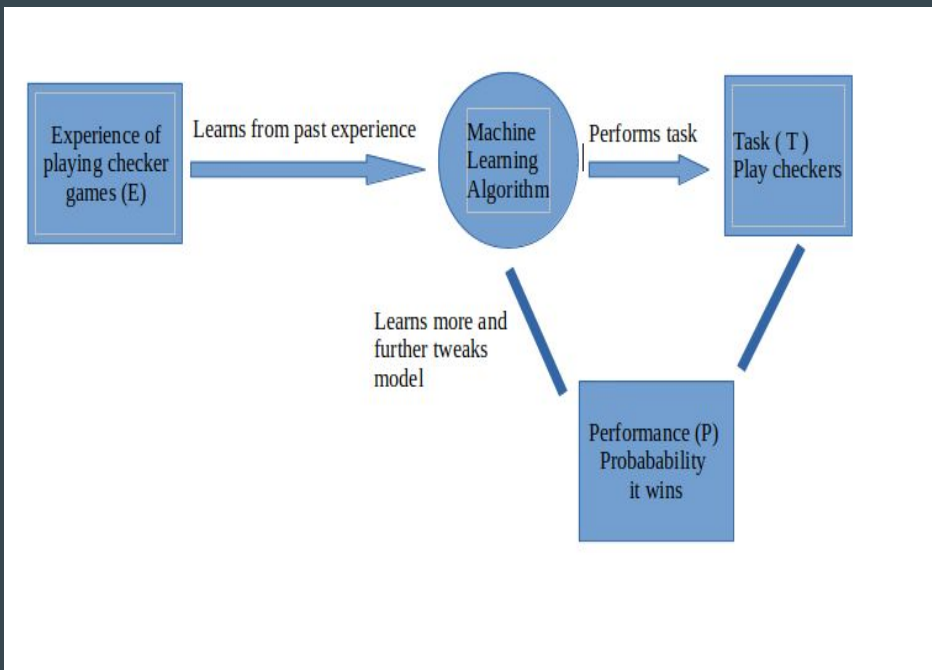 Experience of
playing checker
games (E)
Learns from past experience
Machine
Learning
Algorithm
Performs task
Task ( T )
Play checkers
Learns more and
further tweaks
model
Performance (P)
Probabability
it wins